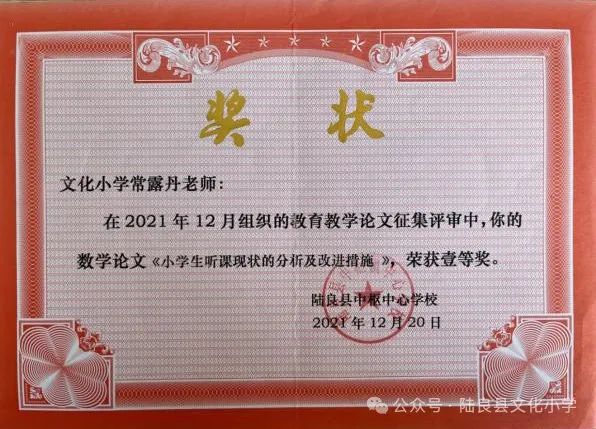 奖 状
文化小学常露丹老师：
在2021年12月组织的教育教学论文征集评审中，你的
数学论文《小学生听课现状的分析及改进措施 》，荣获壹等奖。
陆良县中枢中心学校
2021年12月20日
公众号 · 陆良县文化小学